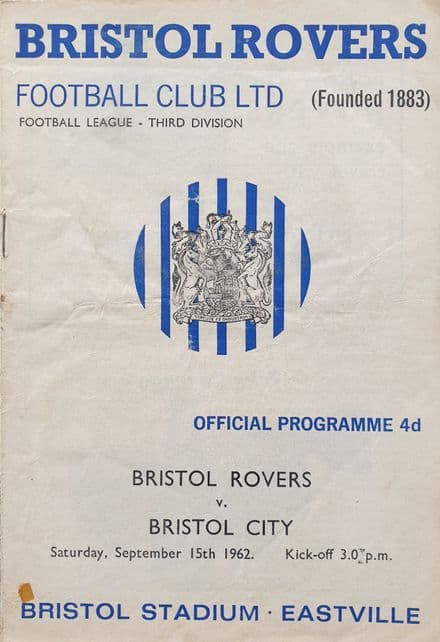 BRISTOL ROVERS
FOOTBALL CLUB LTD (Founded 1883)
FOOTBALL LEAGUE - THIRD DIVISION
OFFICIAL PROGRAMME 4d
BRISTOL ROVERS
v.
BRISTOL CITY
Saturday, September 15th 1962. Kick-off 3.0 p.m.
BRISTOL STADIUM · EASTVILLE